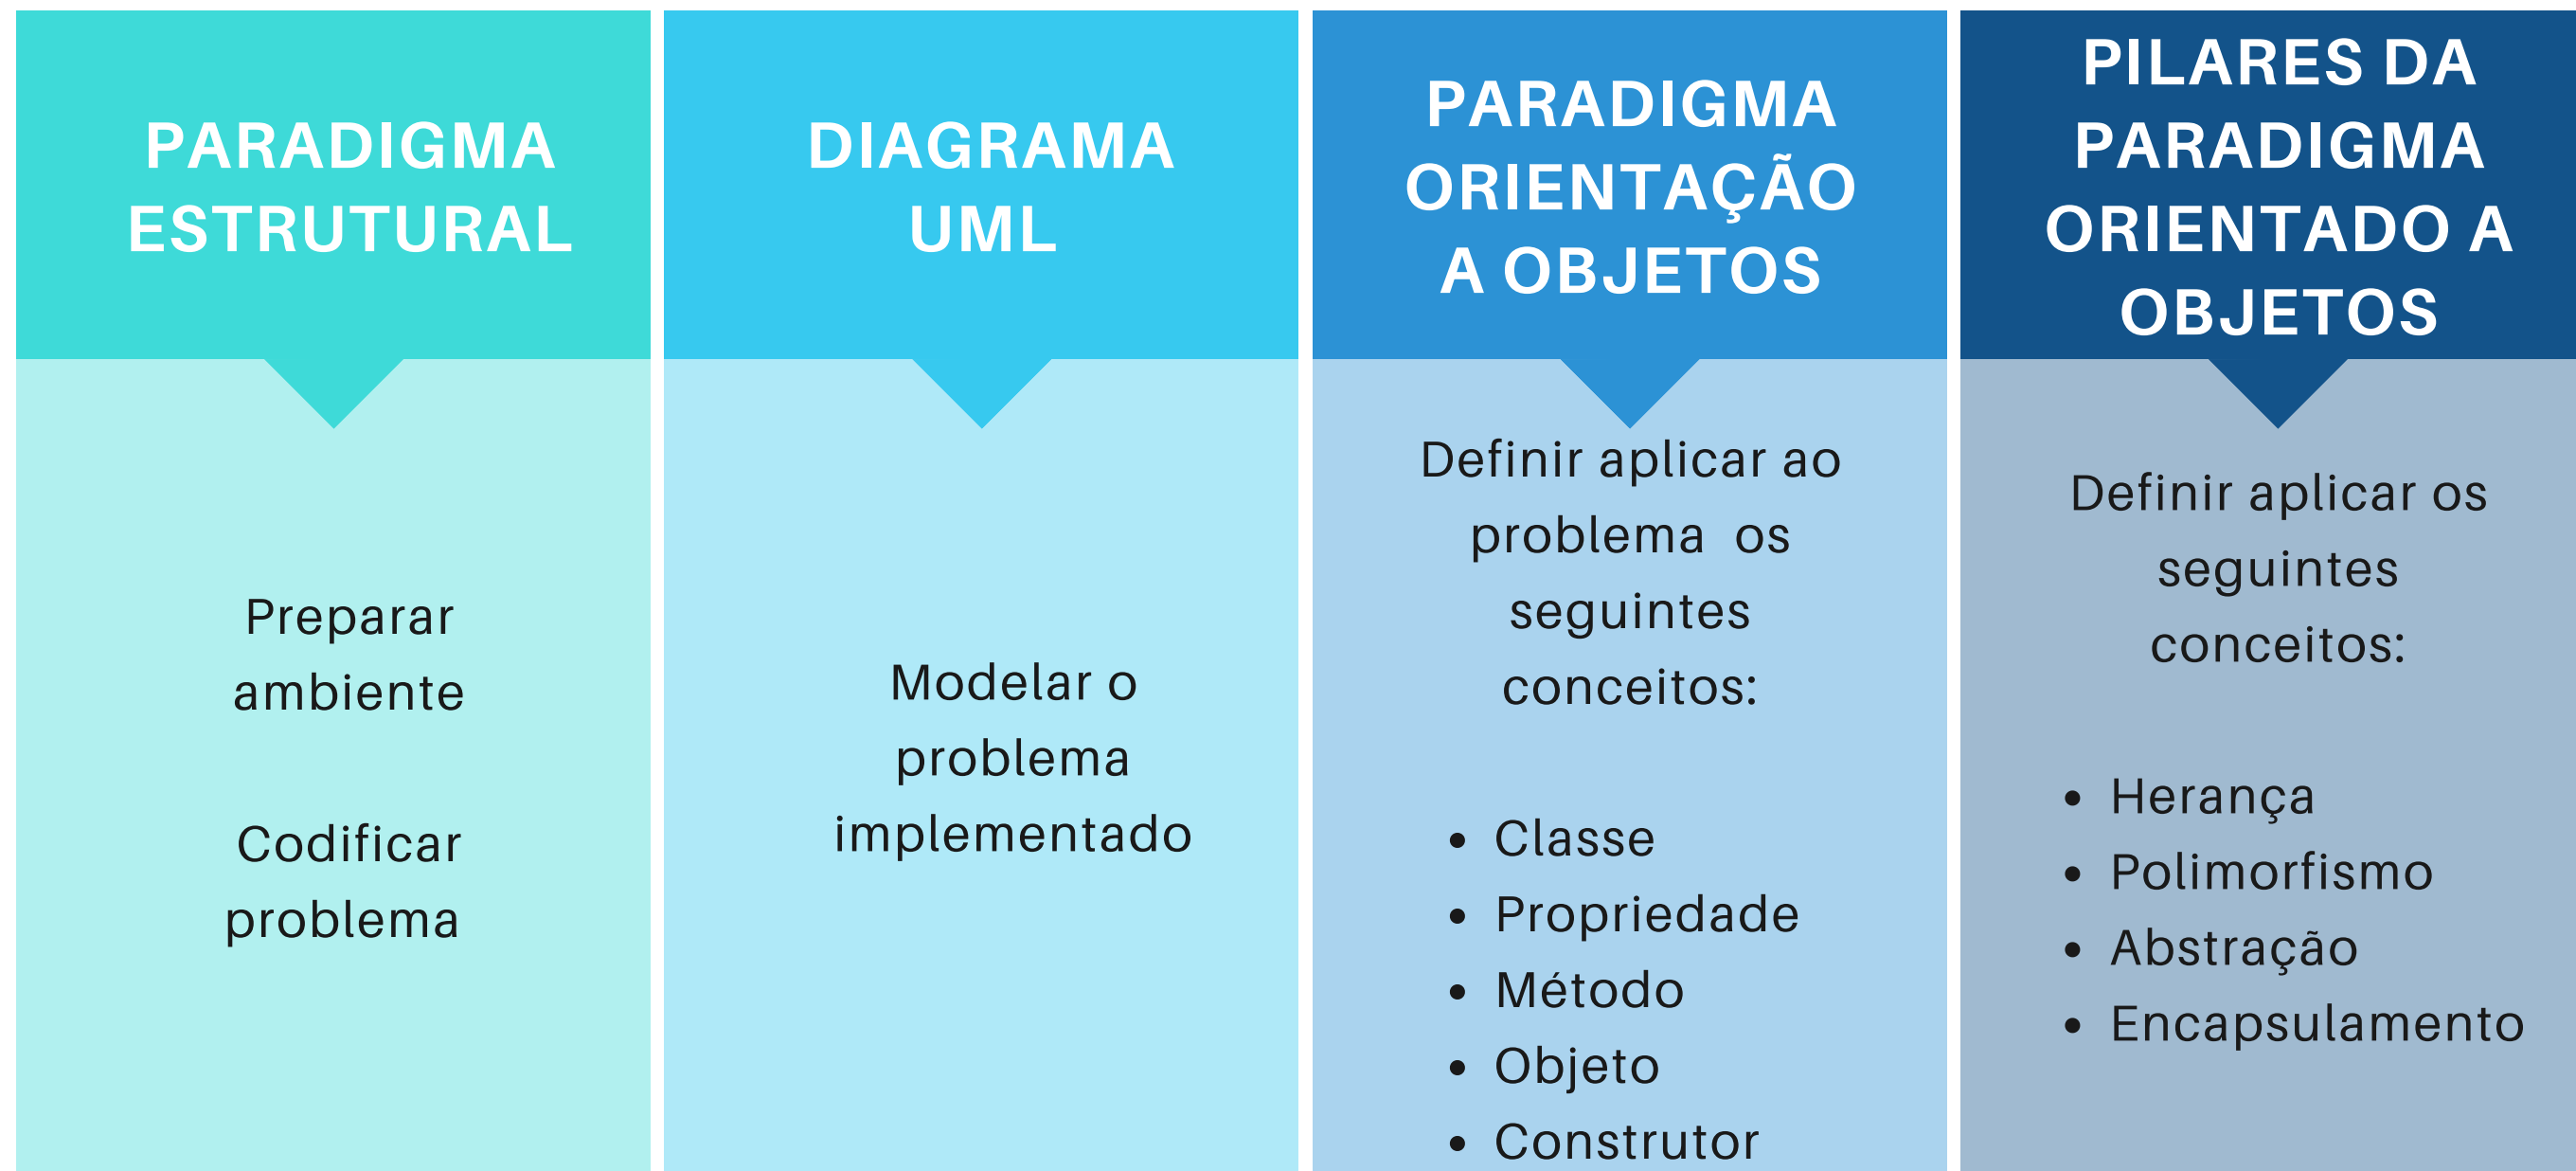 PARADIGMA
ESTRUTURAL
Preparar
ambiente
Codificar
problema
DIAGRAMA
UML
Modelar o
problema
implementado
PARADIGMA
ORIENTAÇÃO
A OBJETOS
Definir aplicar ao
problema  os
seguintes
conceitos:
• Classe
• Propriedade
• Método
• Objeto
• Construtor
PILARES DA
PARADIGMA
ORIENTADO A
OBJETOS
Definir aplicar os
seguintes
conceitos:
• Herança
• Polimorfismo
• Abstração
• Encapsulamento